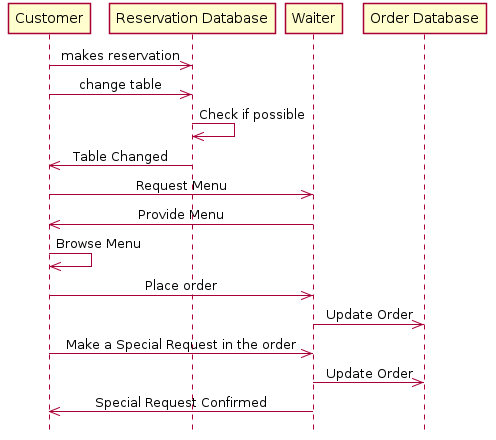 Customer
Reservation Database
Waiter
Order Database
makes reservation
change table
Check if possible
Table Changed
Request Menu
Provide Menu
Browse Menu
Place order
Update Order
Make a Special Request in the order
Update Order
Special Request Confirmed